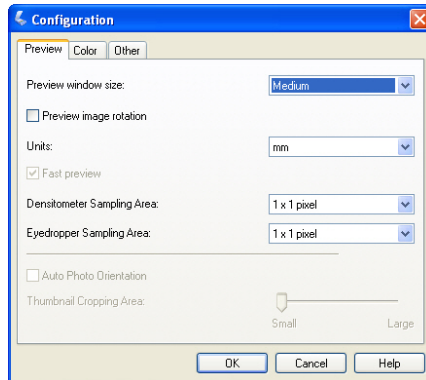 Configuration
Preview Color Other
Preview window size: Medium
Preview image rotation
Units: mm
Fast preview
Densitometer Sampling Area: 1 x 1 pixel
Eyedropper Sampling Area: 1 x 1 pixel
Auto Photo Orientation
Thumbnail Cropping Area:
Small Large
OK Cancel Help